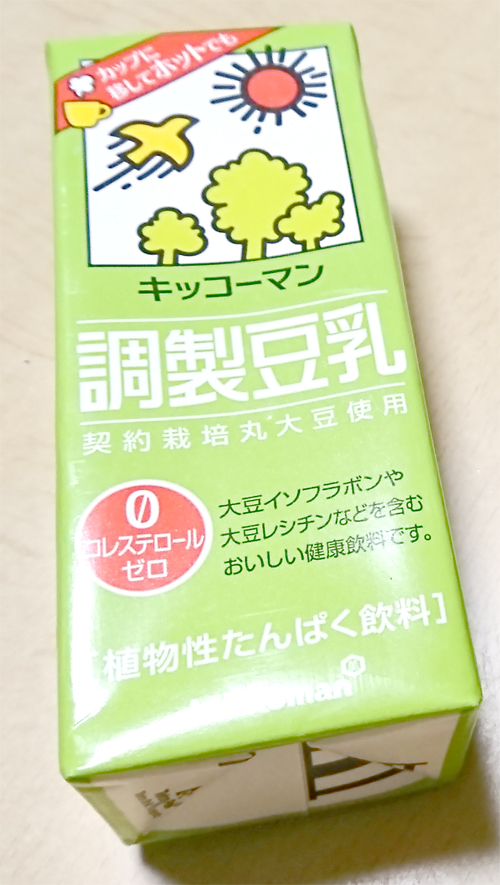 カップに
移してホットでも
キッコーマン
調製豆乳
契約栽培丸大豆使用
0
コレステロール
ゼロ
大豆イソフラボンや
大豆レシチンなどを含む
おいしい健康飲料です。
[植物性たんぱく飲料]